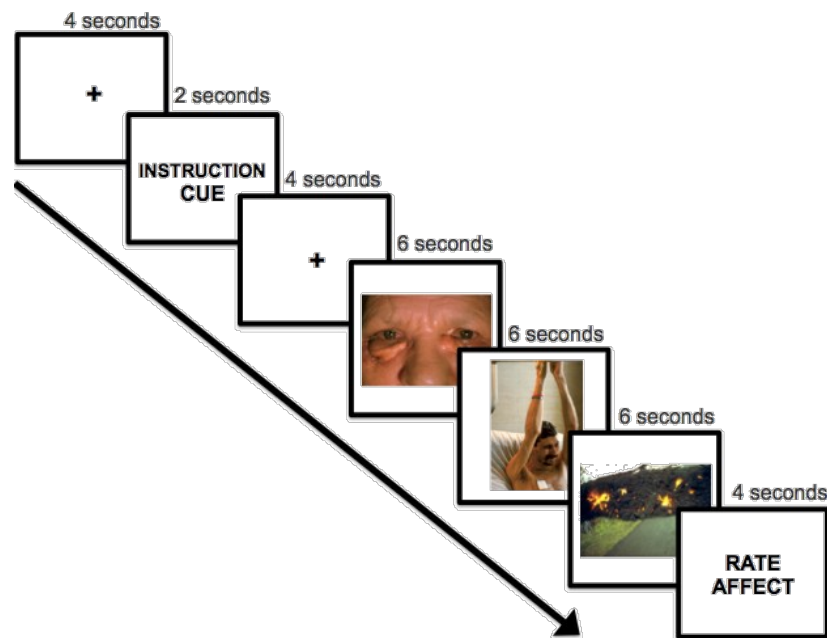 4 seconds
+
2 seconds
INSTRUCTION
CUE
4 seconds
+
6 seconds
6 seconds
6 seconds
4 seconds
RATE
AFFECT